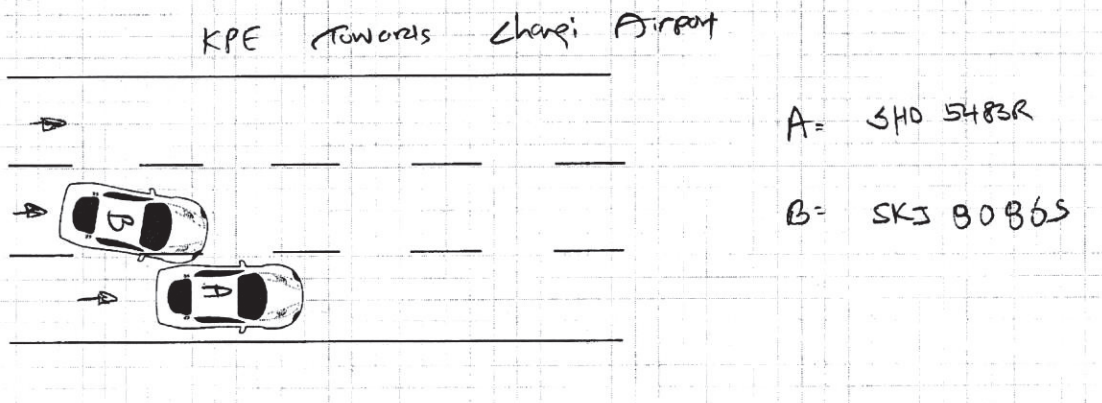 KPE Towards Changi Airport
A= SHD 5483R
B= SKJ 8086S
B
A